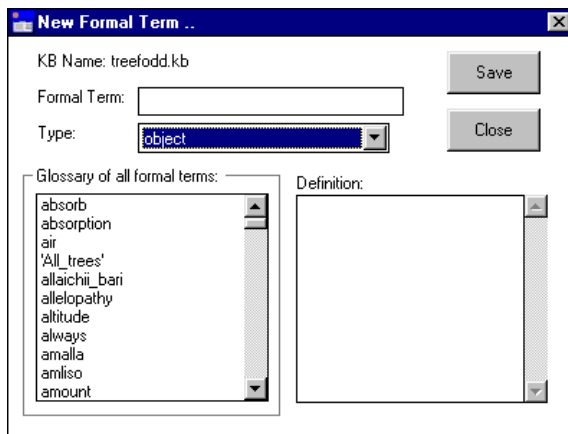 New Formal Term ..
KB Name: treefodd.kb
Save
Formal Term:
Type:
object
Close
Glossary of all formal terms:
absorb
absorption
air
'All_trees'
allaichii_bari
allelopathy
altitude
always
amalla
amliso
amount
Definition: